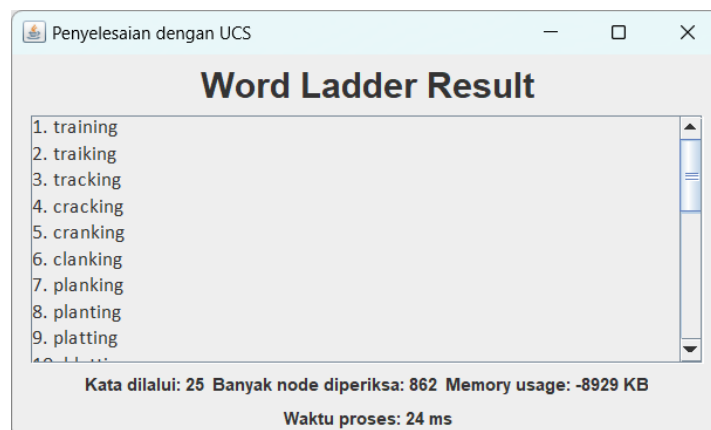 Penyelesaian dengan UCS
Word Ladder Result
1. training
2. traiking
3. tracking
4. cracking
5. cranking
6. clanking
7. planking
8. planting
9. platting
Kata dilalui: 25 Banyak node diperiksa: 862 Memory usage: -8929 KB
Waktu proses: 24 ms